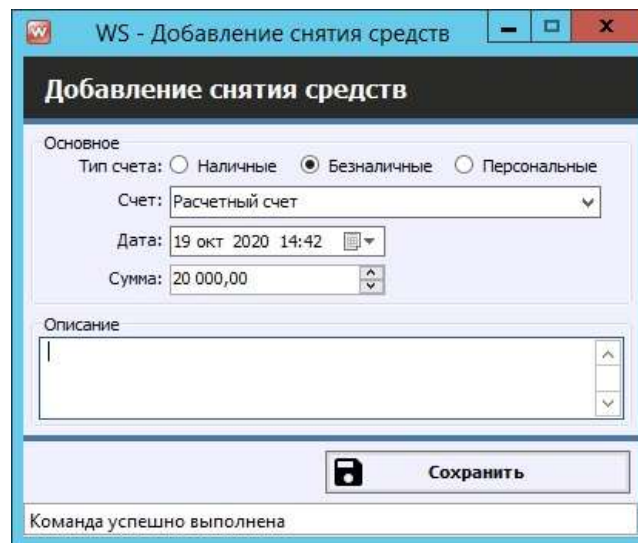 WS - Добавление снятия средств
Добавление снятия средств
Основное
Тип счета: Наличные Безналичные Персональные
Счет: Расчетный счет
Дата: 19 окт 2020 14:42
Сумма: 20 000,00
Описание
Сохранить
Команда успешно выполнена